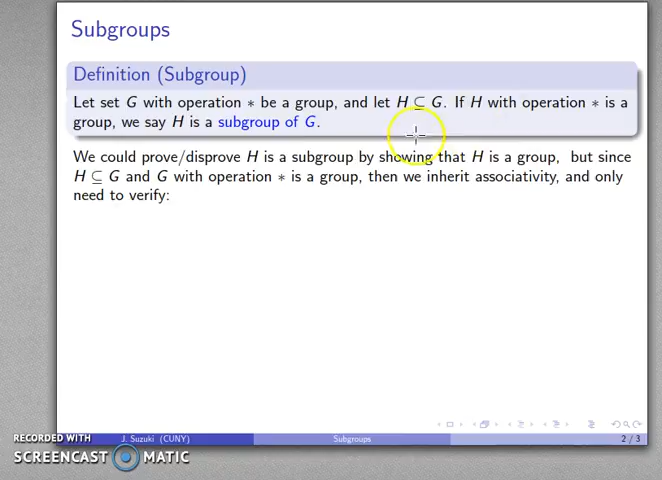 Subgroups
Definition (Subgroup)
Let set G with operation ∗ be a group, and let H ⊆ G. If H with operation ∗ is a
group, we say H is a subgroup of G.
We could prove/disprove H is a subgroup by showing that H is a group, but since
H ⊆ G and G with operation ∗ is a group, then we inherit associativity, and only
need to verify:
J. Suzuki (CUNY)
Subgroups
2 / 3
RECORDED WITH
SCREENCAST MATIC